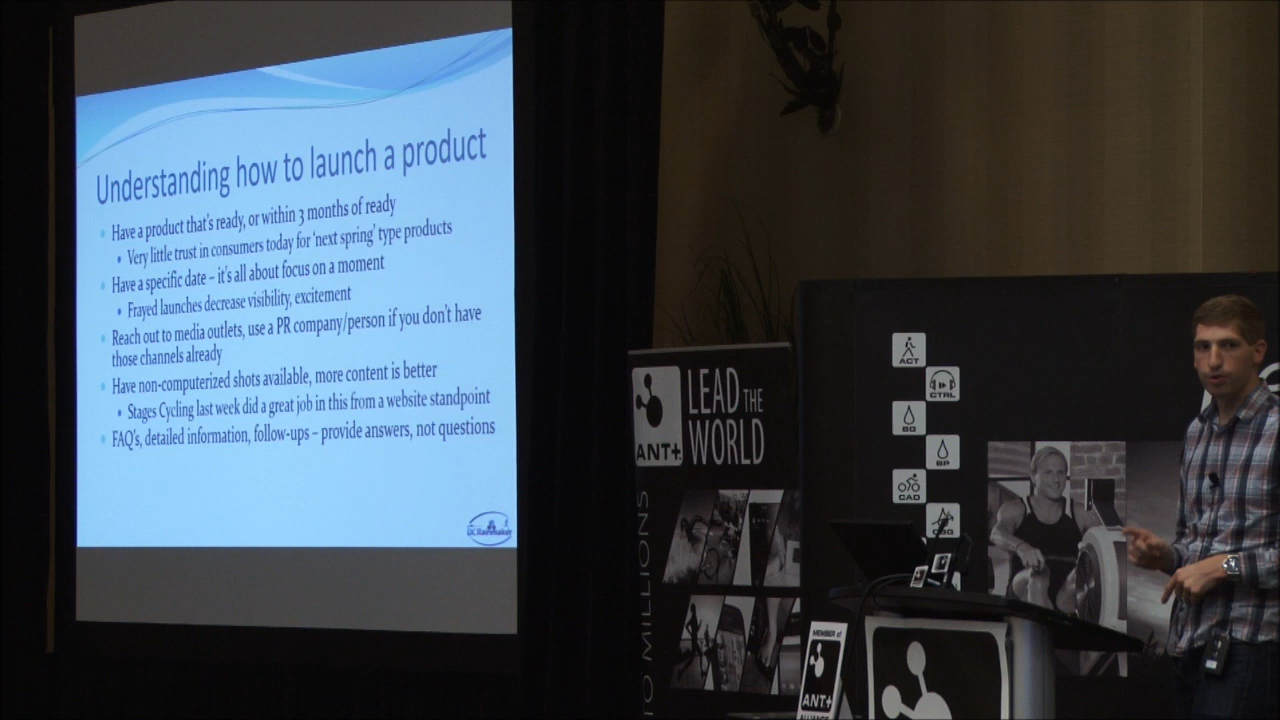 Understanding how to launch a product
Have a product that's ready, or within 3 months of ready
Very little trust in consumers today for 'next spring' type products
Have a specific date – it's all about focus on a moment
Frayed launches decrease visibility, excitement
Reach out to media outlets, use a PR company/person if you don't have
those channels already
Have non-computerized shots available, more content is better
Stages Cycling last week did a great job in this from a website standpoint
FAQ's, detailed information, follow-ups – provide answers, not questions
DCRainmaker
ANT+
LEAD THE
WORLD
TO MILLIONS
ACT
CTRL
BG
BP
CAD
MEMBER of
ANT+
ALLIANCE